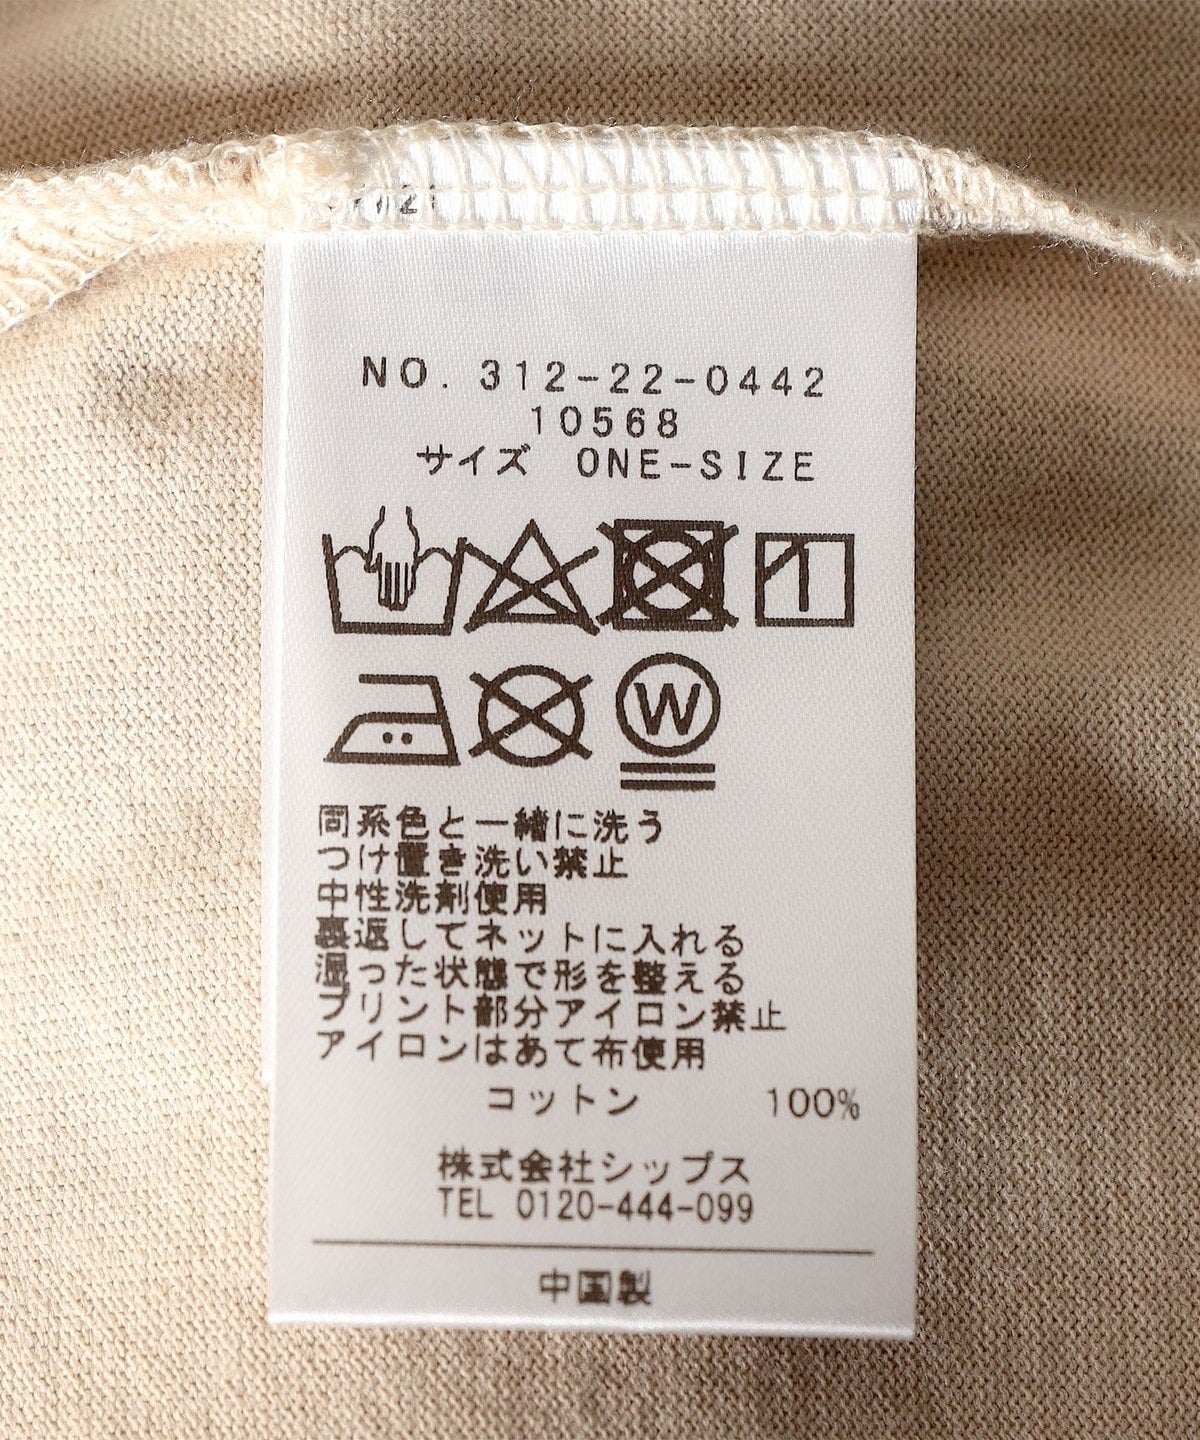 NO. 312-22-0442
10568
サイズ ONE-SIZE
W
同系色と一緒に洗う
つけ置き洗い禁止
中性洗剤使用
裏返してネットに入れる
湿った状態で形を整える
プリント部分アイロン禁止
アイロンはあて布使用
コットン 100%
株式会社シップス
TEL 0120-444-099
中国製